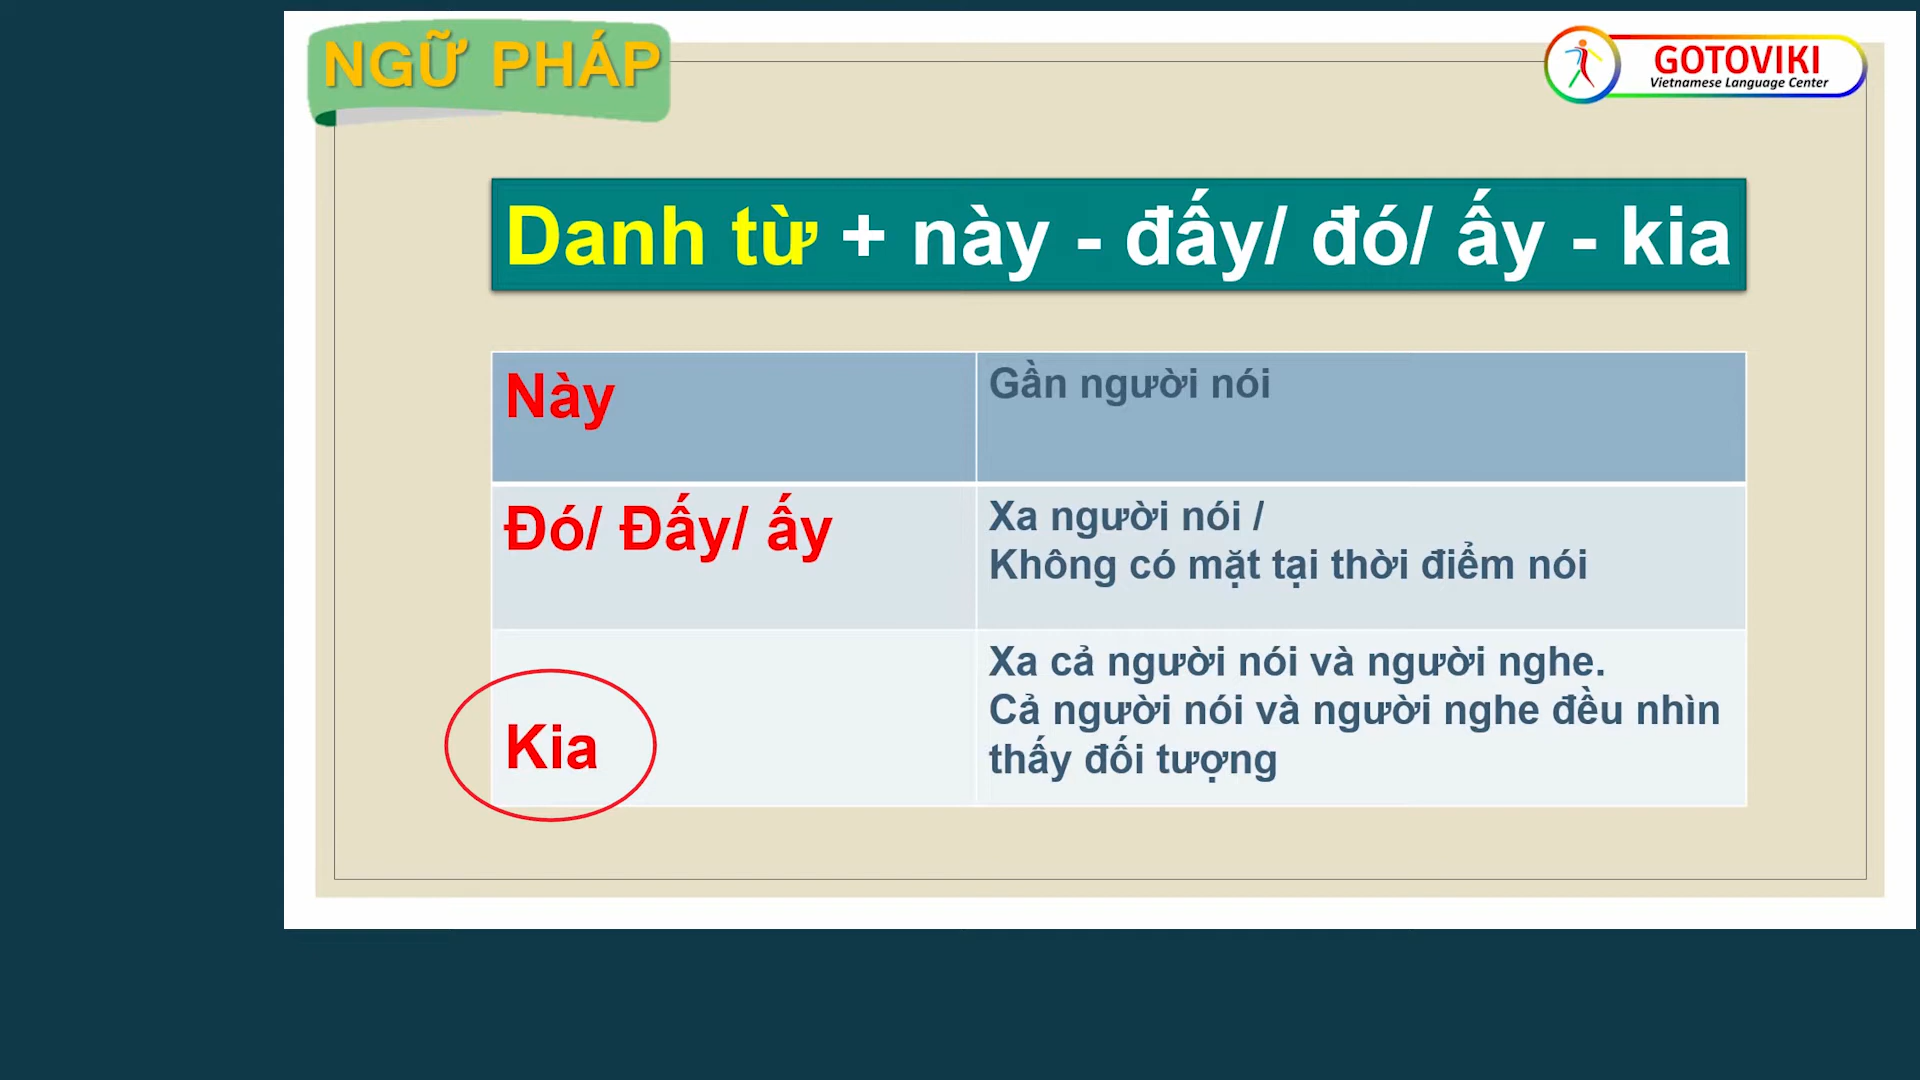 NGỮ PHÁP
GOTOVIKI
Vietnamese Language Center
Danh từ + này - đấy/ đó/ ấy - kia
Này
Gần người nói
Đó/ Đấy/ ấy
Xa người nói /
Không có mặt tại thời điểm nói
Kia
Xa cả người nói và người nghe.
Cả người nói và người nghe đều nhìn
thấy đối tượng